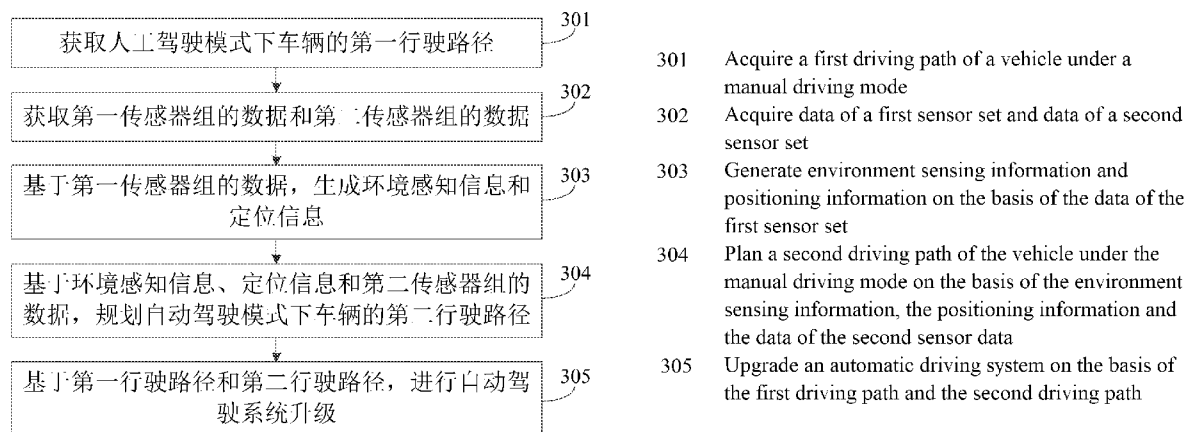 301
获取人工驾驶模式下车辆的第一行驶路径
302
获取第一传感器组的数据和第二传感器组的数据
303
基于第一传感器组的数据，生成环境感知信息和
定位信息
304
基于环境感知信息、定位信息和第二传感器组的
数据，规划自动驾驶模式下车辆的第二行驶路径
305
基于第一行驶路径和第二行驶路径，进行自动驾
驶系统升级
301 Acquire a first driving path of a vehicle under a
manual driving mode
302 Acquire data of a first sensor set and data of a second
sensor set
303 Generate environment sensing information and
positioning information on the basis of the data of the
first sensor set
304 Plan a second driving path of the vehicle under the
manual driving mode on the basis of the environment
sensing information, the positioning information and
the data of the second sensor data
305 Upgrade an automatic driving system on the basis of
the first driving path and the second driving path